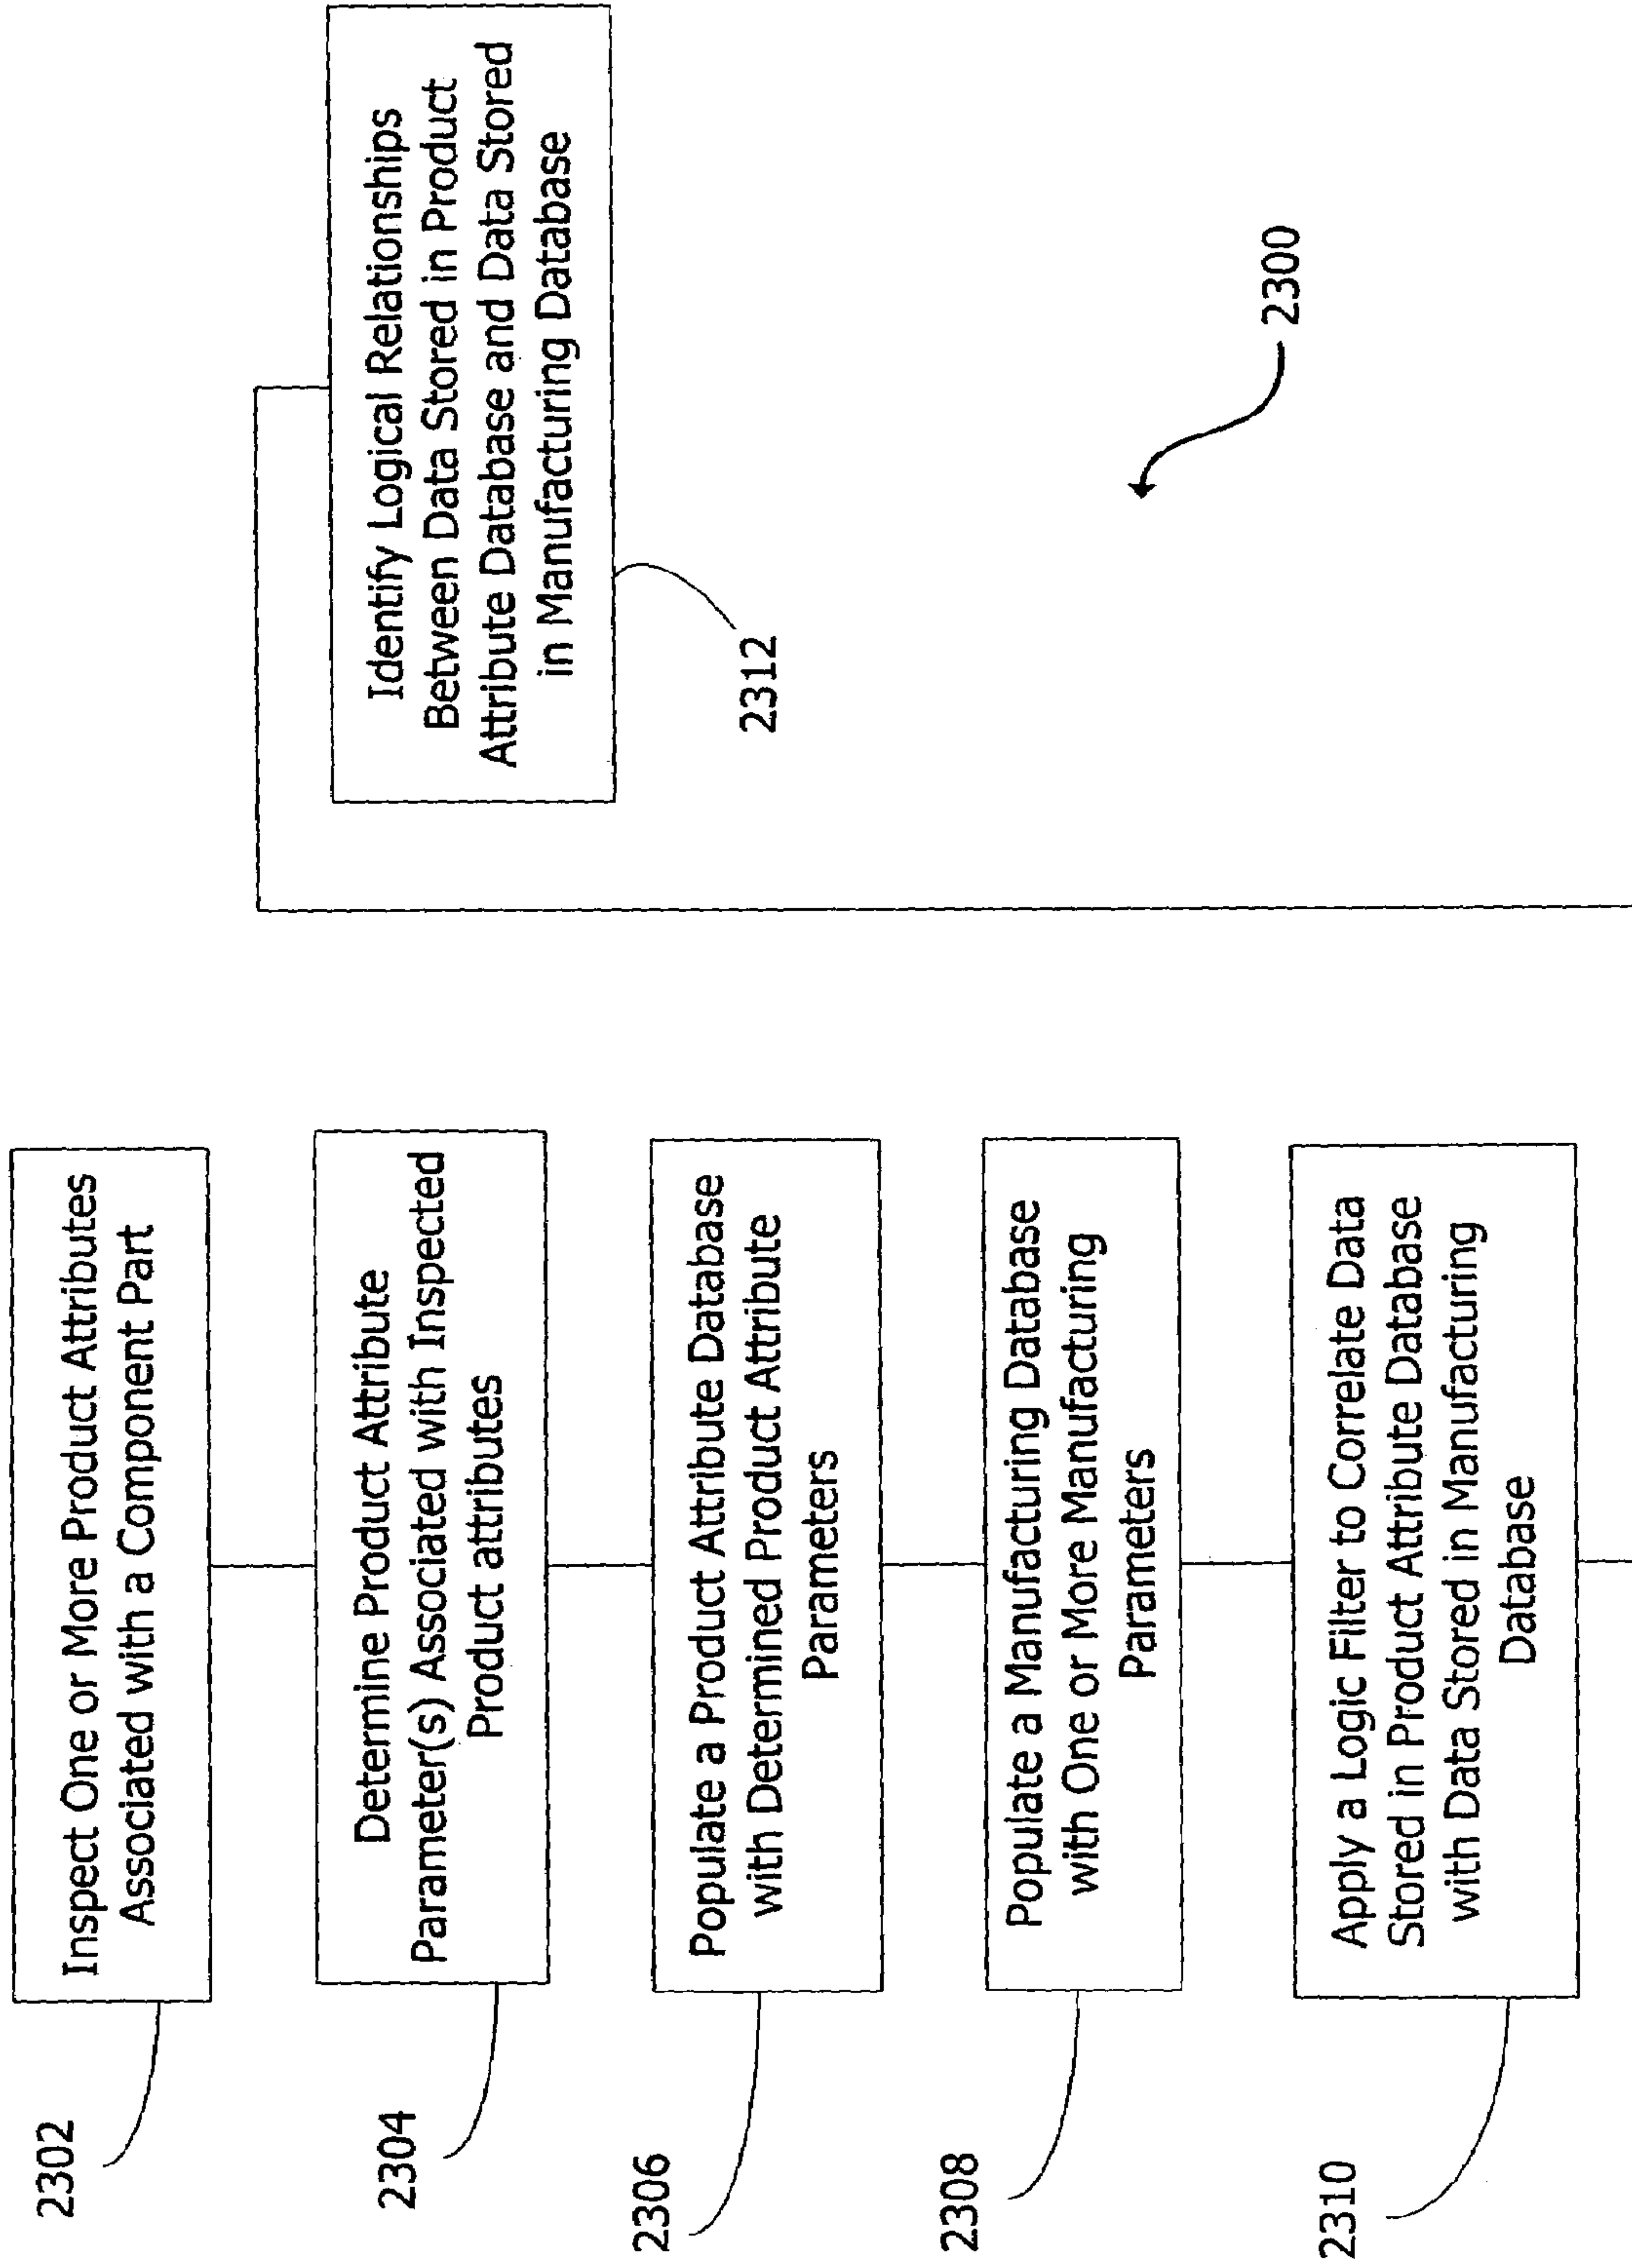 2302
Inspect One or More Product Attributes
Associated with a Component Part
2304
Determine Product Attribute
Parameter(s) Associated with Inspected
Product attributes
2306
Populate a Product Attribute Database
with Determined Product Attribute
Parameters
2308
Populate a Manufacturing Database
with One or More Manufacturing
Parameters
2310
Apply a Logic Filter to Correlate Data
Stored in Product Attribute Database
with Data Stored in Manufacturing
Database
Identify Logical Relationships
Between Data Stored in Product
Attribute Database and Data Stored
in Manufacturing Database
2312
2300